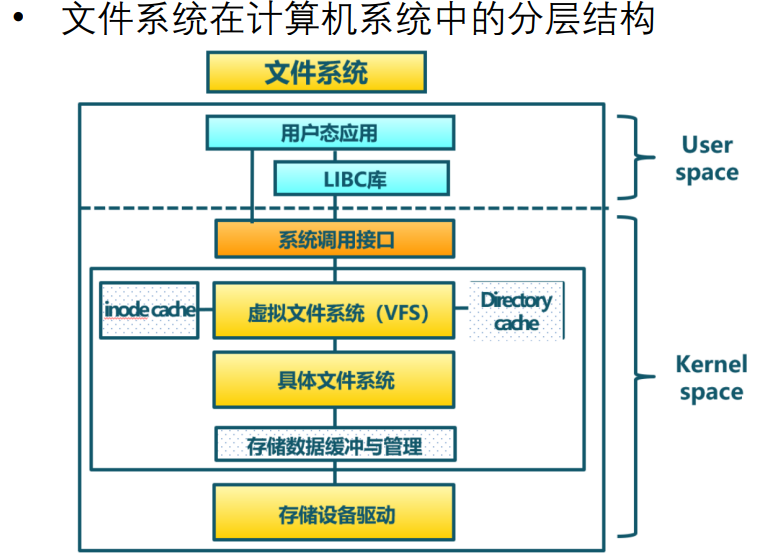 • 文件系统在计算机系统中的分层结构
文件系统
用户态应用
LIBC库
User
space
系统调用接口
inode cache
虚拟文件系统（VFS）
Directory
cache
具体文件系统
存储数据缓冲与管理
存储设备驱动
Kernel
space